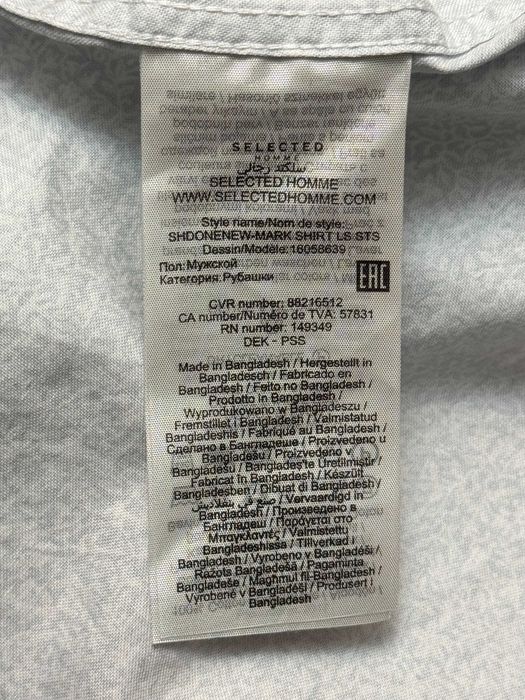 SELECTED
HOMME
سلكتد رجالي
SELECTED HOMME
WWW.SELECTEDHOMME.COM
Style name/Nom de style:
SHDONENEW-MARK SHIRT LS STS
Dessin/Modèle:16058639
Пол:Мужской
Категория:Рубашки
EAC
CVR number: 88216512
CA number/Numéro de TVA: 57831
RN number: 149349
DEK - PSS
Made in Bangladesh / Hergestellt in
Bangladesch / Fabricado en
Bangladesh / Feito no Bangladesh /
Prodotto in Bangladesh /
Wyprodukowano w Bangladeszu /
Fremstillet i Bangladesh / Valmistatud
Bangladeshis / Fabriqué au Bangladesh /
Сделано в Бангладеше / Proizvedeno u
Bangladešu / Proizvedeno v
Bangladešu / Bangladeş'te Üretilmiştir
Fabricat în Bangladesh / Készült
Bangladesben / Dibuat di Bangladesh /
صنع في بنغلاديش / Vervaardigd in
Bangladesh / Произведено в
Бангладеш / Παράγεται στο
Μπαγκλαντές / Valmistettu
Bangladeshissa / Tillverkad i
Bangladesh / Vyrobeno v Bangladéši /
Ražots Bangladešā / Pagaminta
Bangladeše / Magħmul fil-Bangladesh /
Vyrobené v Bangladéši / Produsert i
Bangladesh